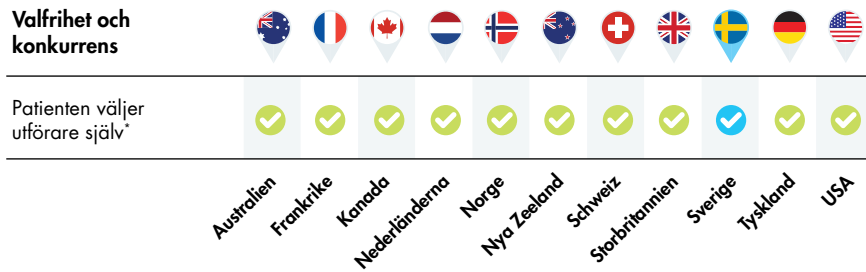 Valfrihet och
konkurrens
Patienten väljer
utförare själv*
Australien
Frankrike
Kanada
Nederländerna
Norge
Nya Zeeland
Schweiz
Storbritannien
Sverige
Tyskland
USA